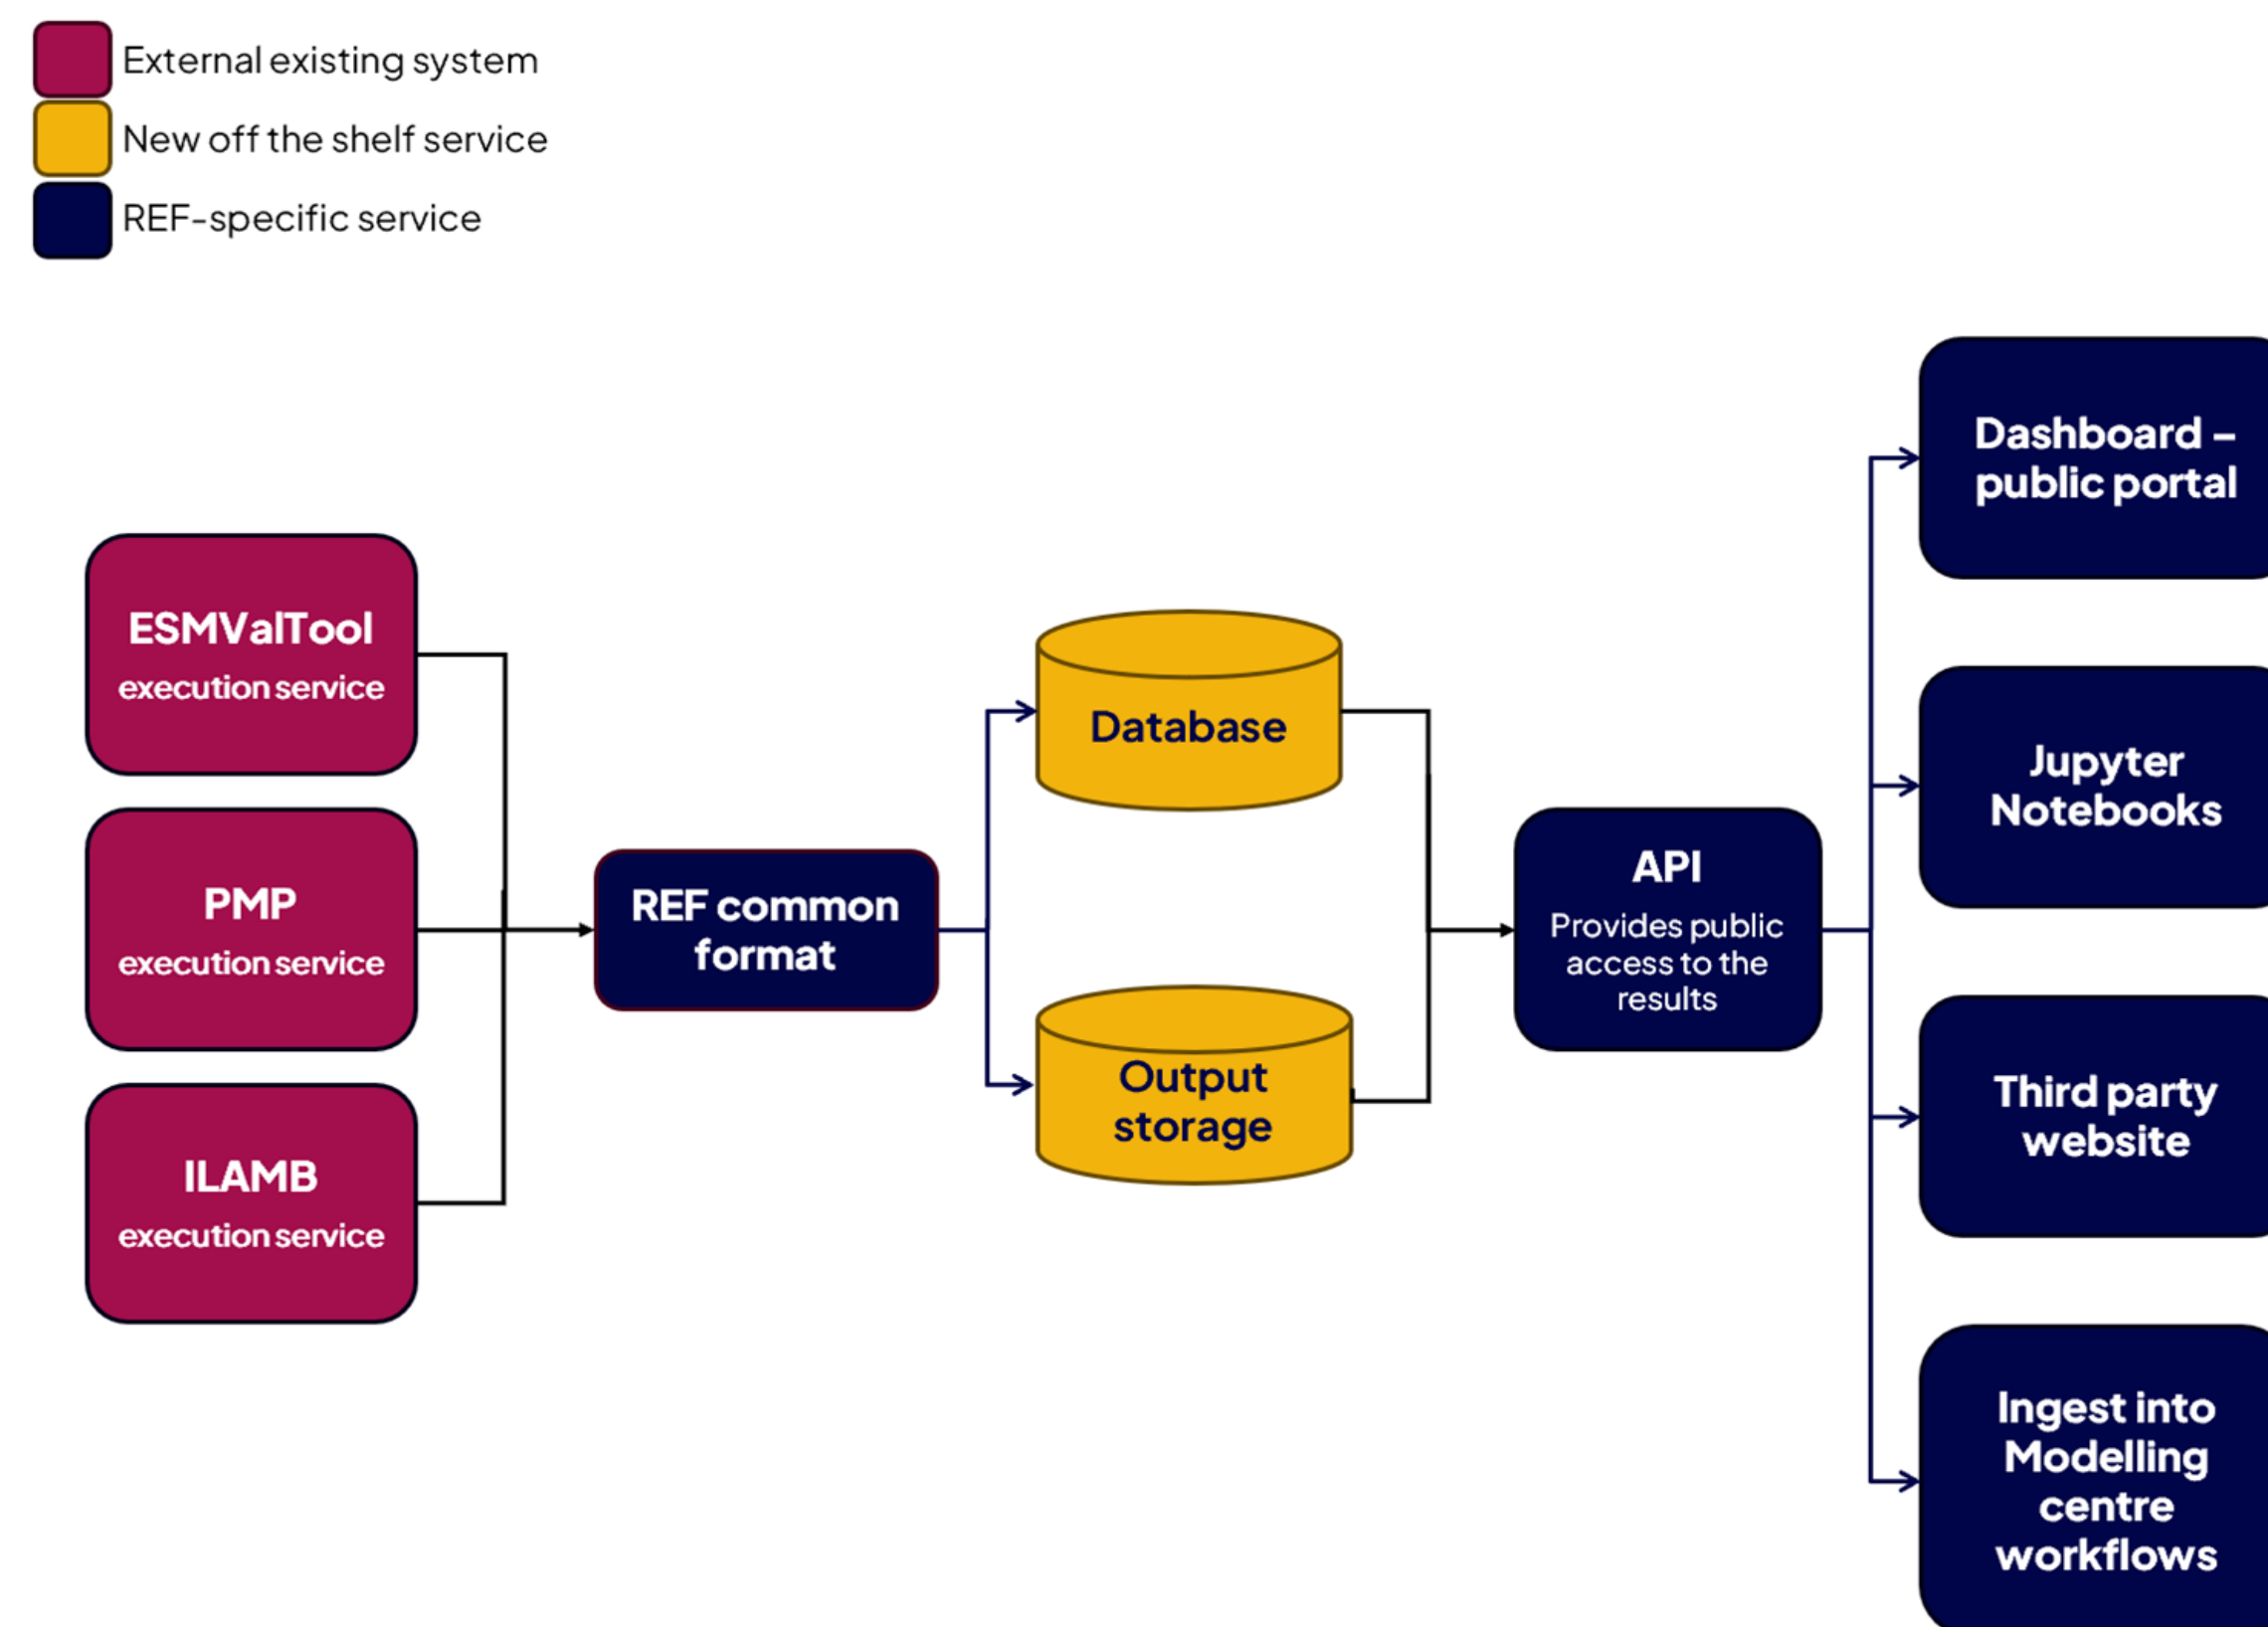 External existing system
New off the shelf service
REF-specific service
ESMValTool
execution service
PMP
execution service
ILAMB
execution service
REF common
format
Database
Output
storage
API
Provides public
access to the
results
Dashboard –
public portal
Jupyter
Notebooks
Third party
website
Ingest into
Modelling
centre
workflows